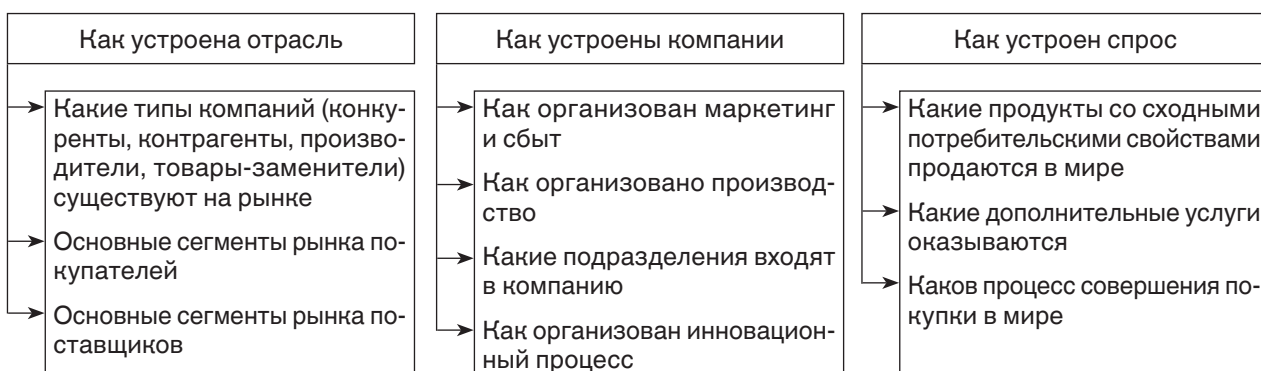 Как устроена отрасль
Какие типы компаний (конку-
ренты, контрагенты, произво-
дители, товары-заменители)
существуют на рынке
Основные сегменты рынка по-
купателей
Основные сегменты рынка по-
ставщиков
Как устроены компании
Как организован маркетинг
и сбыт
Как организовано производ-
ство
Какие подразделения входят
в компанию
Как организован инновацион-
ный процесс
Как устроен спрос
Какие продукты со сходными
потребительскими свойствами
продаются в мире
Какие дополнительные услуги
оказываются
Каков процесс совершения по-
купки в мире